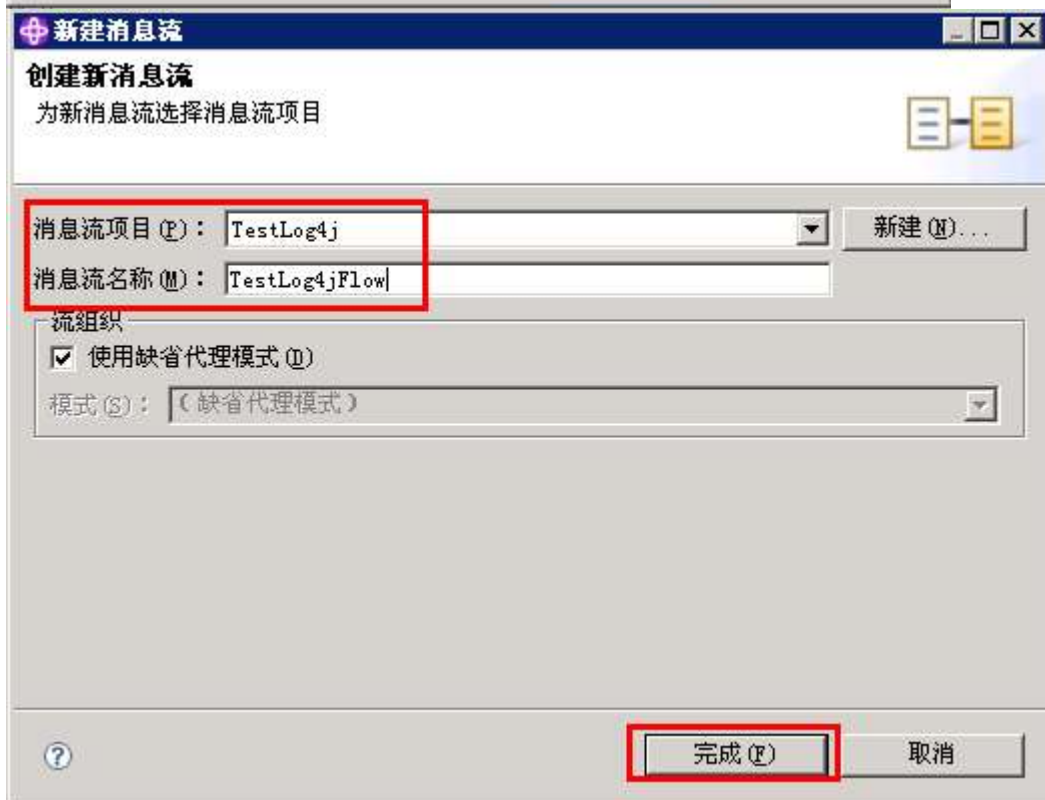 新建消息流
创建新消息流
为新消息流选择消息流项目
消息流项目(P)： TestLog4j 新建(N)...
消息流名称(M)： TestLog4jFlow
流组织
使用缺省代理模式(D)
模式(S)： (缺省代理模式)
完成(F) 取消